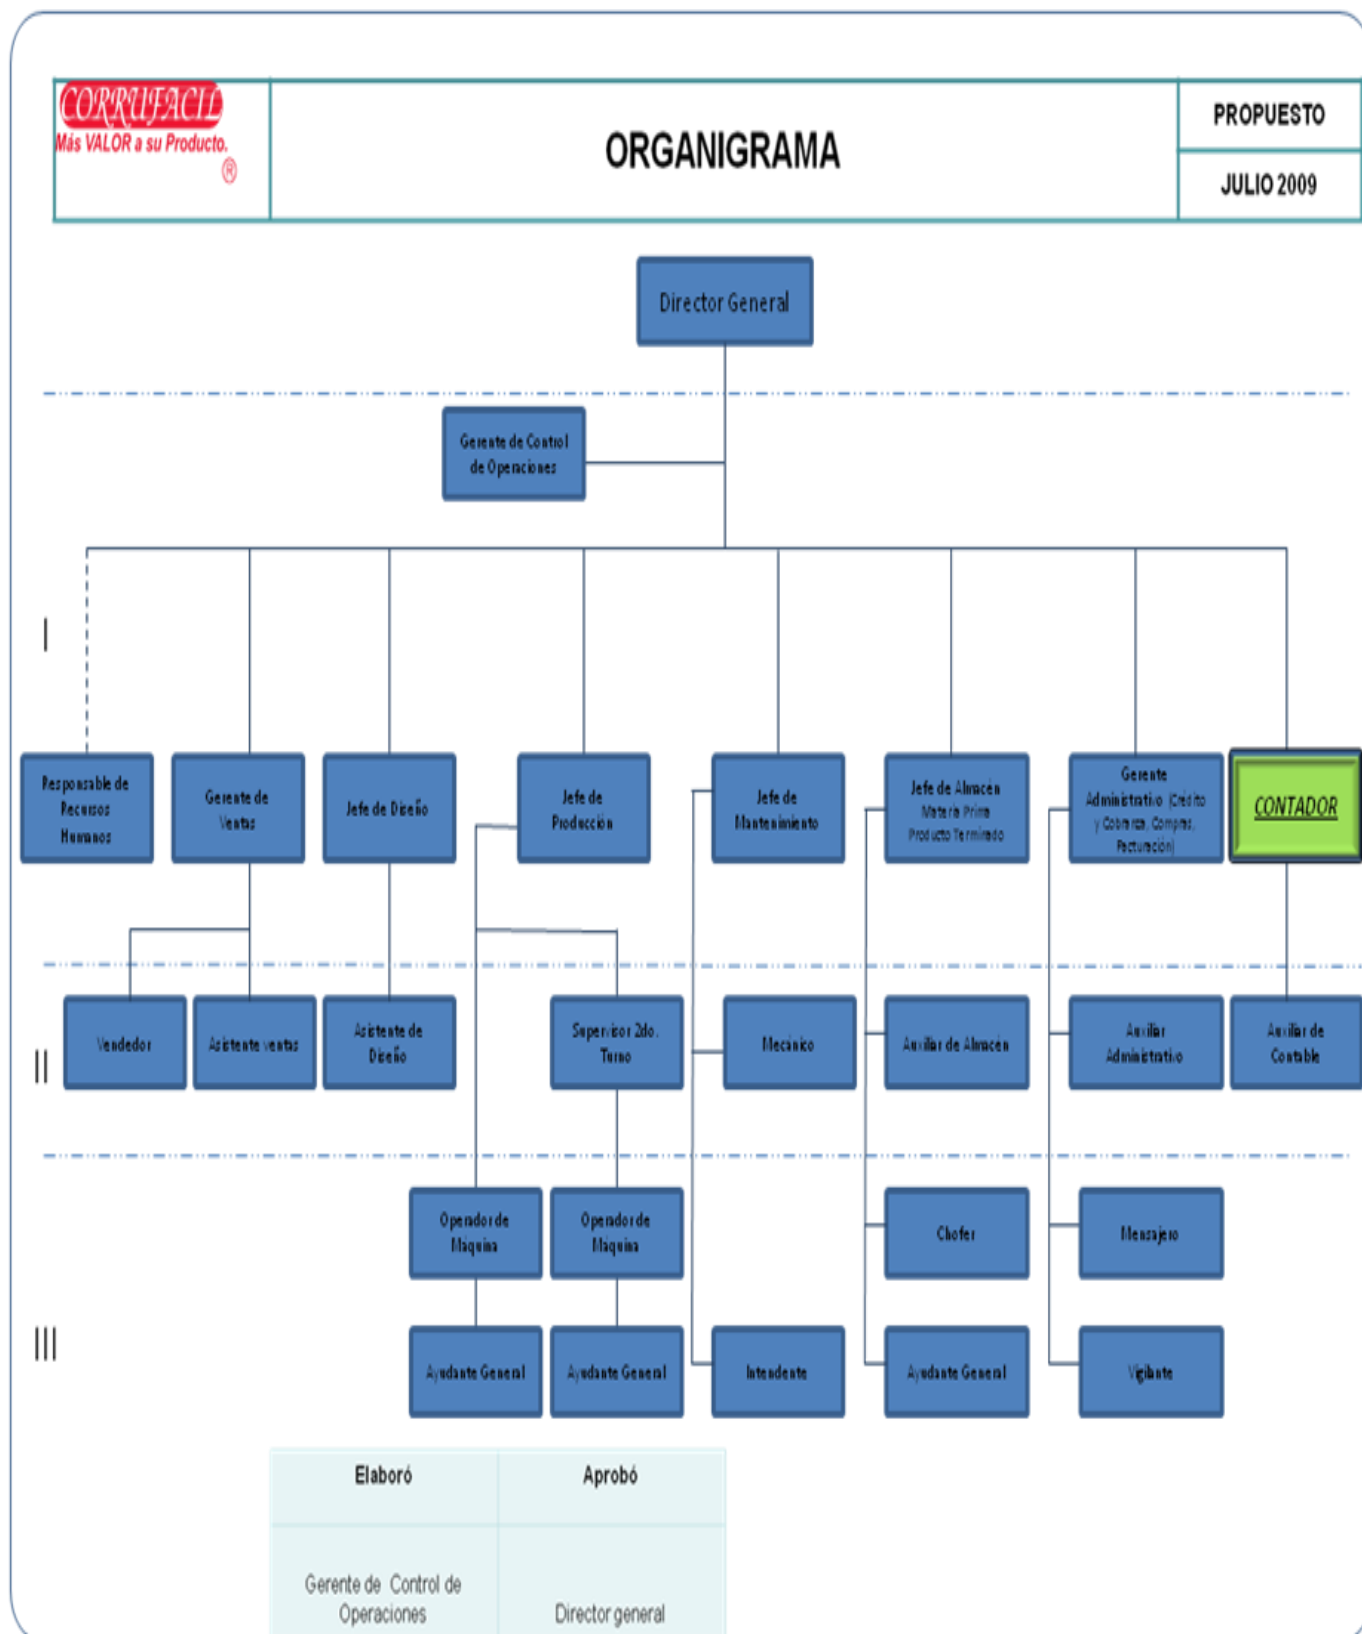 CORRUFACIL
Más VALOR a su Producto.
®
ORGANIGRAMA
PROPUESTO
JULIO 2009
Director General
Gerente de Control
de Operaciones
I
Responsable de
Recursos
Humanos
Gerente de
Ventas
Jefe de Diseño
Jefe de
Producción
Jefe de
Mantenimiento
Jefe de Almacén
Materia Prima
Producto Terminado
Gerente
Administrativo (Crédito
y Cobranza, Compras,
Facturación)
CONTADOR
II
Vendedor
Asistente ventas
Asistente de
Diseño
Supervisor 2do.
Turno
Mecánico
Auxiliar de Almacén
Auxiliar
Administrativo
Auxiliar de
Contable
III
Operador de
Máquina
Operador de
Máquina
Chofer
Mensajero
Ayudante General
Ayudante General
Intendente
Ayudante General
Vigilante
Elaboró
Aprobó
Gerente de Control de
Operaciones
Director general